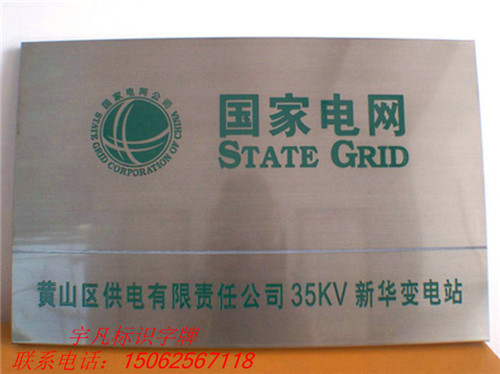 国家电网公司
STATE GRID CORPORATION OF CHINA
国家电网
STATE GRID
黄山区供电有限责任公司 35KV 新华变电站
宇凡标识字牌
联系电话：15062567118